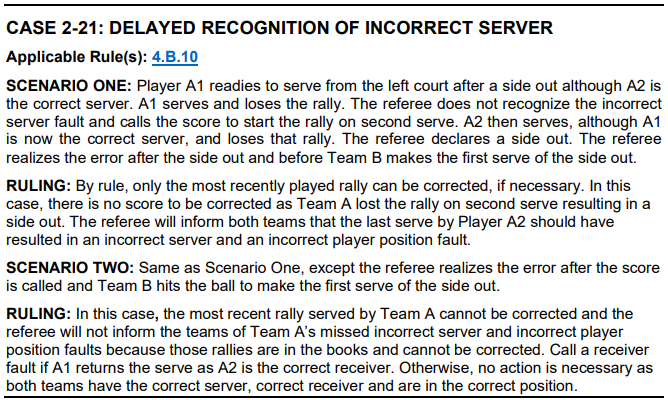 CASE 2-21: DELAYED RECOGNITION OF INCORRECT SERVER
Applicable Rule(s): 4.B.10
SCENARIO ONE: Player A1 readies to serve from the left court after a side out although A2 is
the correct server. A1 serves and loses the rally. The referee does not recognize the incorrect
server fault and calls the score to start the rally on second serve. A2 then serves, although A1
is now the correct server, and loses that rally. The referee declares a side out. The referee
realizes the error after the side out and before Team B makes the first serve of the side out.
RULING: By rule, only the most recently played rally can be corrected, if necessary. In this
case, there is no score to be corrected as Team A lost the rally on second serve resulting in a
side out. The referee will inform both teams that the last serve by Player A2 should have
resulted in an incorrect server and an incorrect player position fault.
SCENARIO TWO: Same as Scenario One, except the referee realizes the error after the score
is called and Team B hits the ball to make the first serve of the side out.
RULING: In this case, the most recent rally served by Team A cannot be corrected and the
referee will not inform the teams of Team A's missed incorrect server and incorrect player
position faults because those rallies are in the books and cannot be corrected. Call a receiver
fault if A1 returns the serve as A2 is the correct receiver. Otherwise, no action is necessary as
both teams have the correct server, correct receiver and are in the correct position.